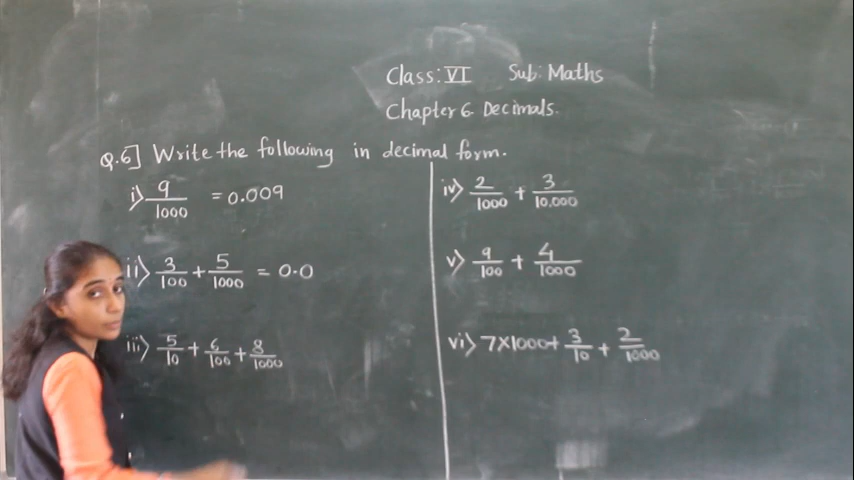 Class: VI Sub: Maths
Chapter 6. Decimals.
Q.6] Write the following in decimal form.
i) 9/1000 = 0.009
ii) 3/100 + 5/1000 = 0.0
iii) 5/10 + 6/100 + 8/1000
iv) 2/1000 + 3/10,000
v) 9/100 + 4/1000
vi) 7×1000+ 3/10 + 2/1000